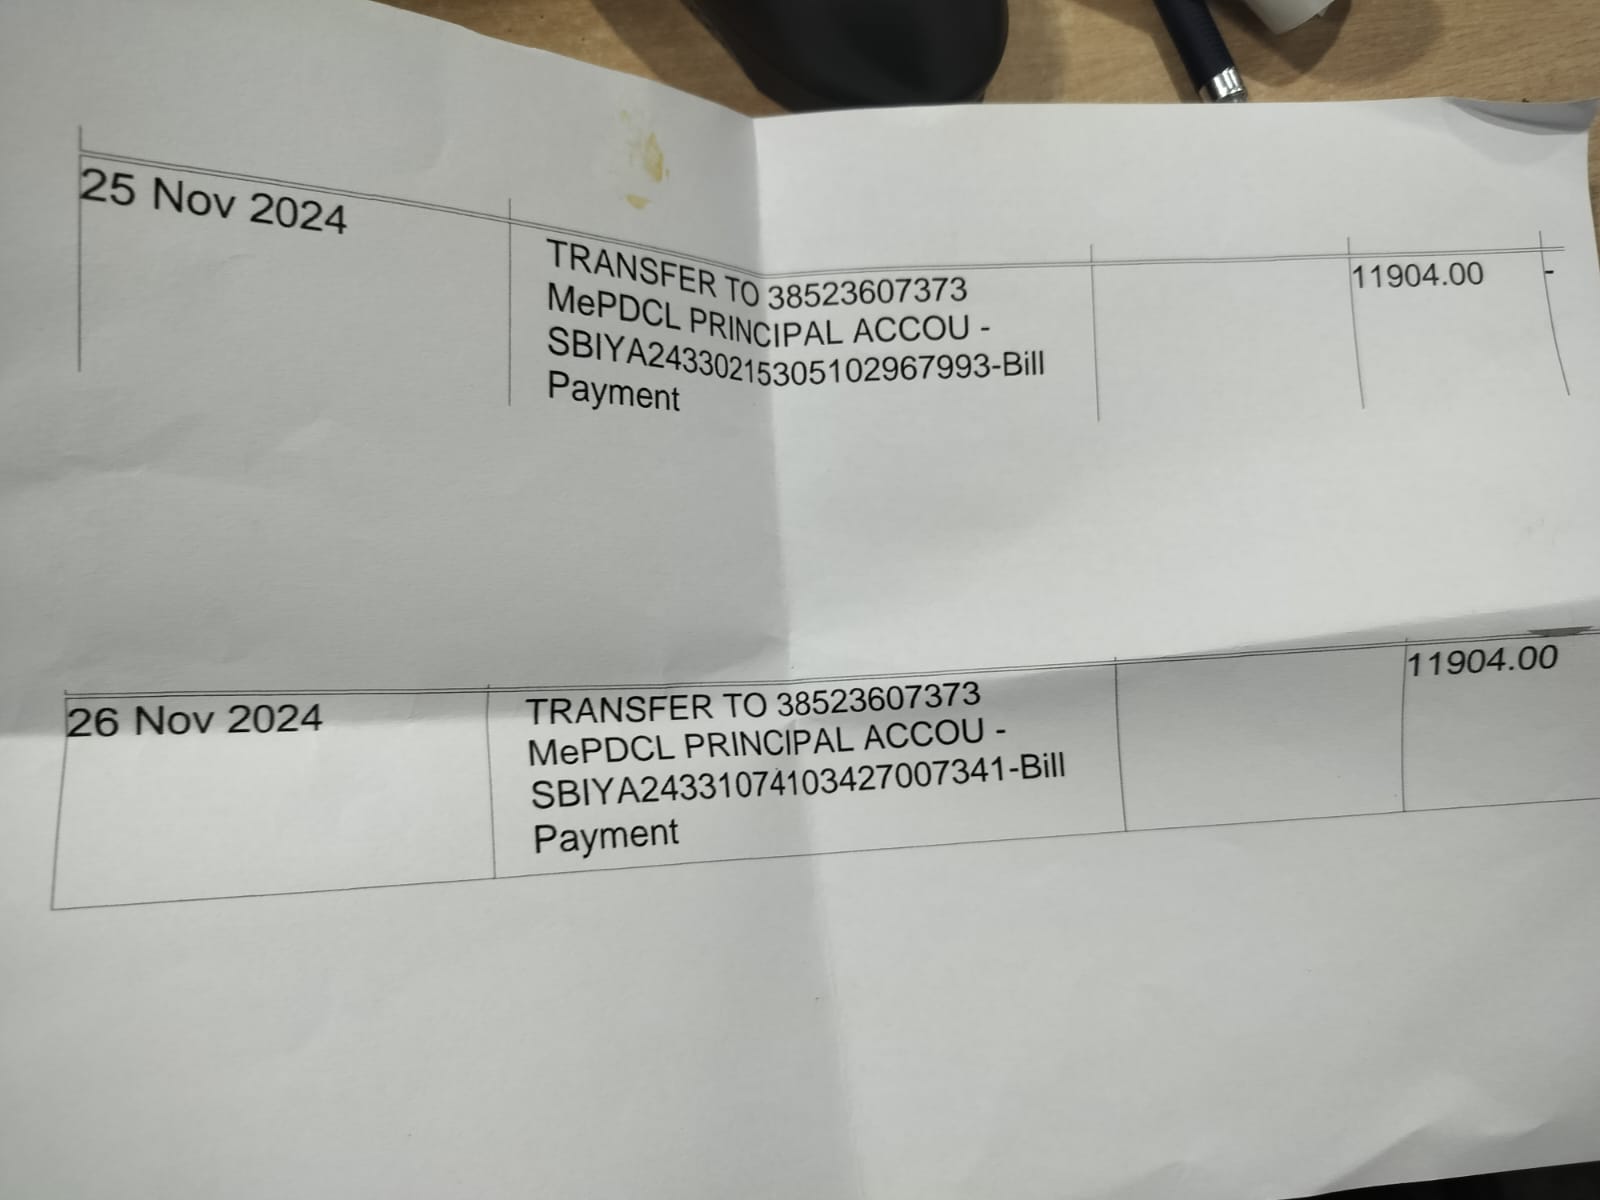 25 Nov 2024
TRANSFER TO 38523607373
MePDCL PRINCIPAL ACCOU -
SBIYA24330215305102967993-Bill
Payment
11904.00
-
26 Nov 2024
TRANSFER TO 38523607373
MePDCL PRINCIPAL ACCOU -
SBIYA24331074103427007341-Bill
Payment
11904.00